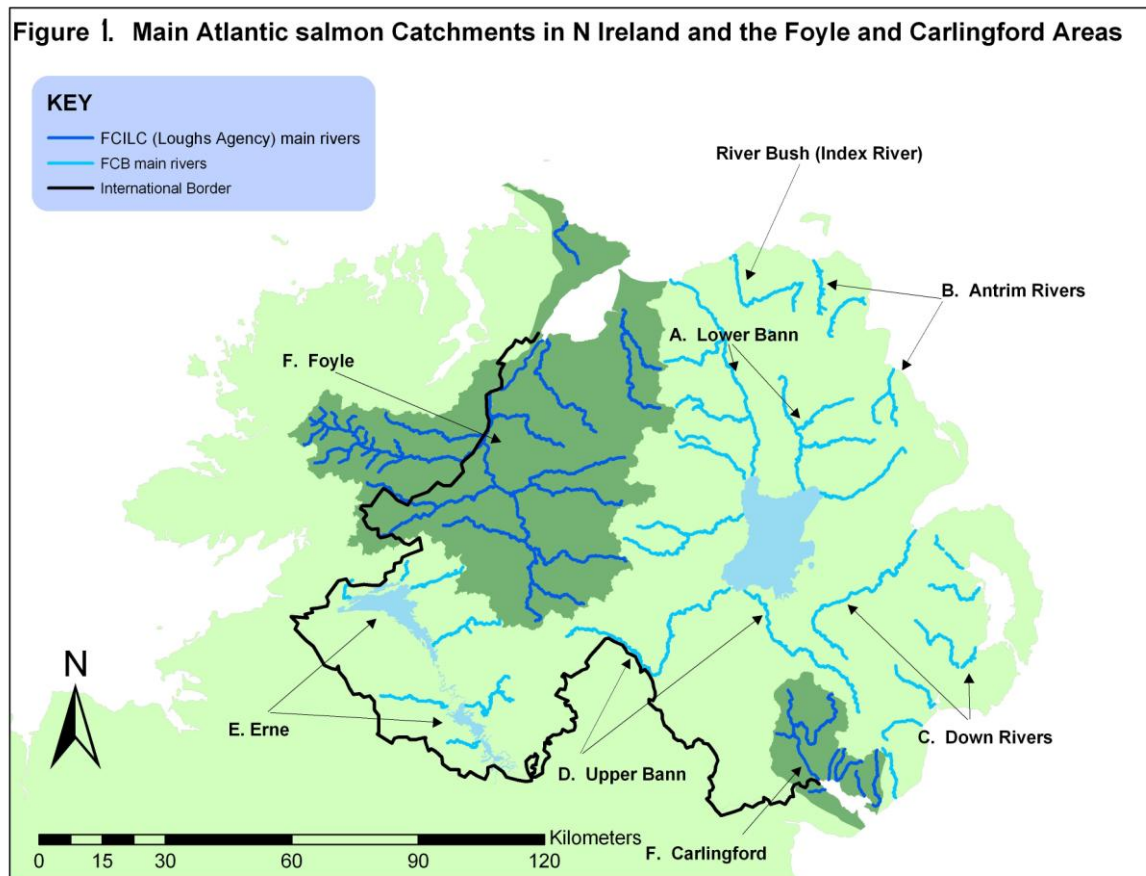 Figure 1. Main Atlantic salmon Catchments in N Ireland and the Foyle and Carlingford Areas
KEY
FCILC (Loughs Agency) main rivers
FCB main rivers
International Border
River Bush (Index River)
B. Antrim Rivers
A. Lower Bann
F. Foyle
N
E. Erne
D. Upper Bann
C. Down Rivers
F. Carlingford
Kilometers
0 15 30 60 90 120